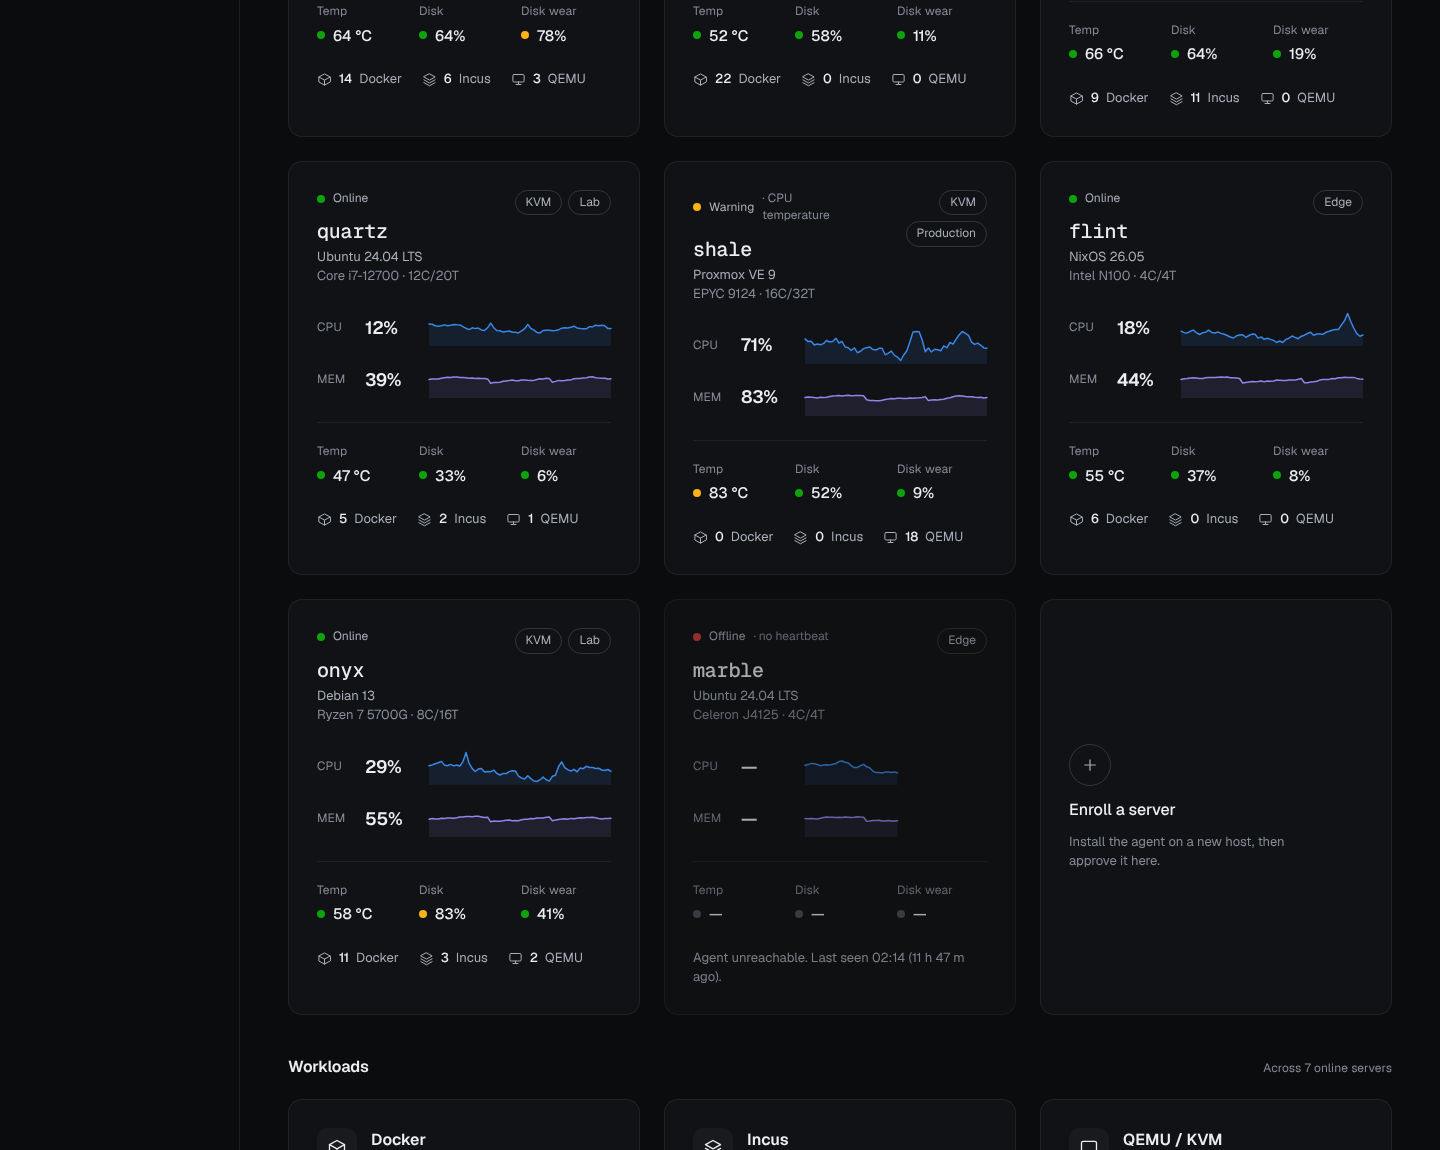 Temp Disk Disk wear
64 °C 64% 78%
14 Docker 6 Incus 3 QEMU
Temp Disk Disk wear
52 °C 58% 11%
22 Docker 0 Incus 0 QEMU
Temp Disk Disk wear
66 °C 64% 19%
9 Docker 11 Incus 0 QEMU
Online KVM Lab
quartz
Ubuntu 24.04 LTS
Core i7-12700 · 12C/20T
CPU 12%
MEM 39%
Temp Disk Disk wear
47 °C 33% 6%
5 Docker 2 Incus 1 QEMU
Warning · CPU temperature KVM
Production
shale
Proxmox VE 9
EPYC 9124 · 16C/32T
CPU 71%
MEM 83%
Temp Disk Disk wear
83 °C 52% 9%
0 Docker 0 Incus 18 QEMU
Online Edge
flint
NixOS 26.05
Intel N100 · 4C/4T
CPU 18%
MEM 44%
Temp Disk Disk wear
55 °C 37% 8%
6 Docker 0 Incus 0 QEMU
Online KVM Lab
onyx
Debian 13
Ryzen 7 5700G · 8C/16T
CPU 29%
MEM 55%
Temp Disk Disk wear
58 °C 83% 41%
11 Docker 3 Incus 2 QEMU
Offline · no heartbeat Edge
marble
Ubuntu 24.04 LTS
Celeron J4125 · 4C/4T
CPU —
MEM —
Temp Disk Disk wear
— — —
Agent unreachable. Last seen 02:14 (11 h 47 m
ago).
Enroll a server
Install the agent on a new host, then
approve it here.
Workloads Across 7 online servers
Docker
Incus
QEMU / KVM